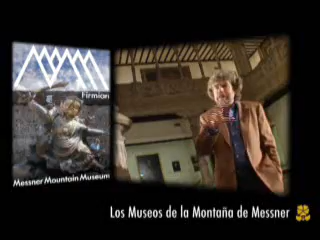 Firmian
Messner Mountain Museum
Los Museos de la Montaña de Messner